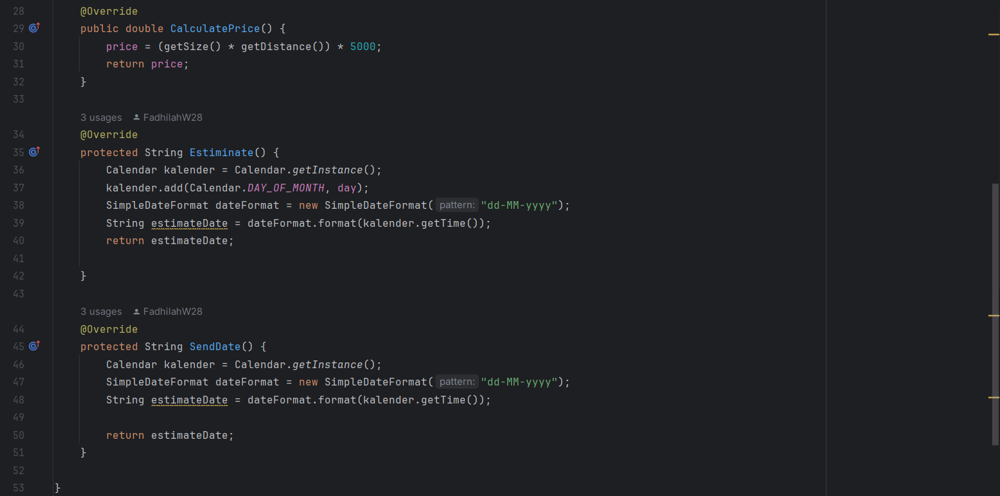 28 @Override
29 public double CalculatePrice() {
30 price = (getSize() * getDistance()) * 5000;
31 return price;
32 }
33
3 usages FadhilahW28
34 @Override
35 protected String Estiminate() {
36 Calendar kalender = Calendar.getInstance();
37 kalender.add(Calendar.DAY_OF_MONTH, day);
38 SimpleDateFormat dateFormat = new SimpleDateFormat( pattern: "dd-MM-yyyy");
39 String estimateDate = dateFormat.format(kalender.getTime());
40 return estimateDate;
41
42 }
43
3 usages FadhilahW28
44 @Override
45 protected String SendDate() {
46 Calendar kalender = Calendar.getInstance();
47 SimpleDateFormat dateFormat = new SimpleDateFormat( pattern: "dd-MM-yyyy");
48 String estimateDate = dateFormat.format(kalender.getTime());
49
50 return estimateDate;
51 }
52
53 }